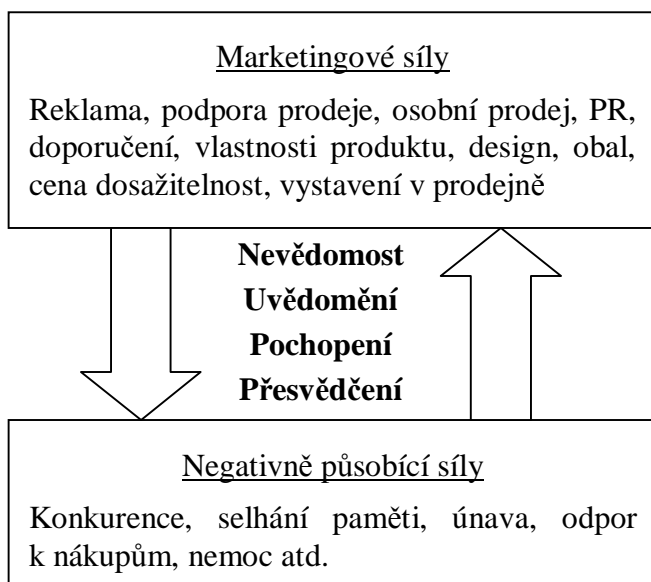 Marketingové síly
Reklama, podpora prodeje, osobní prodej, PR,
doporučení, vlastnosti produktu, design, obal,
cena dosažitelnost, vystavení v prodejně
Nevědomost
Uvědomění
Pochopení
Přesvědčení
Negativně působící síly
Konkurence, selhání paměti, únava, odpor
k nákupům, nemoc atd.